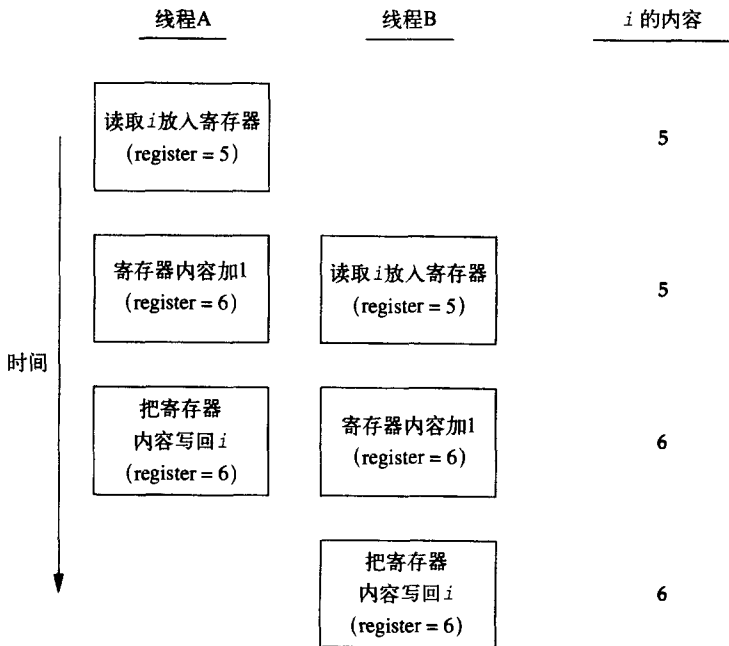 线程A
线程B
i 的内容
读取i放入寄存器
(register = 5)
5
寄存器内容加1
(register = 6)
读取i放入寄存器
(register = 5)
5
时间
把寄存器
内容写回i
(register = 6)
寄存器内容加1
(register = 6)
6
把寄存器
内容写回i
(register = 6)
6